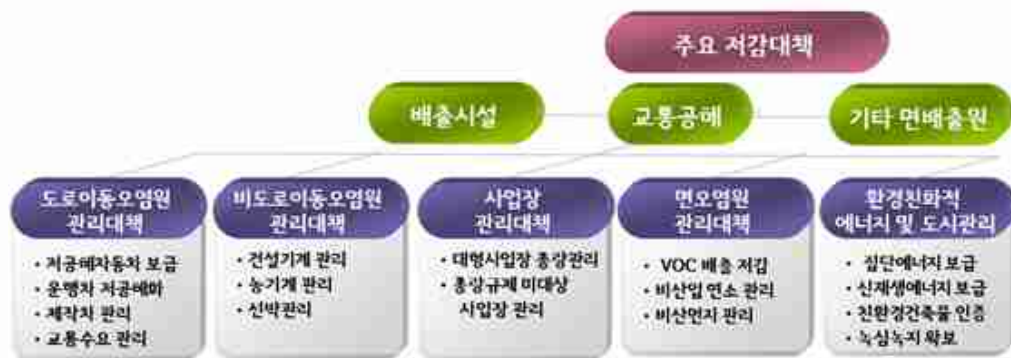 주요 저감대책
배출시설
교통공해
기타 면배출원
도로이동오염원
관리대책
• 저공해자동차 보급
• 운행차 저공해화
• 제작차 관리
• 교통수요 관리
비도로이동오염원
관리대책
• 건설기계 관리
• 농기계 관리
• 선박관리
사업장
관리대책
• 대형사업장 총량관리
• 총량규제 미대상
사업장 관리
면오염원
관리대책
• VOC 배출 저감
• 비산업 연소 관리
• 비산먼지 관리
환경친화적
에너지 및 도시관리
• 집단에너지 보급
• 신재생에너지 보급
• 친환경건축물 인증
• 녹심녹지 확보